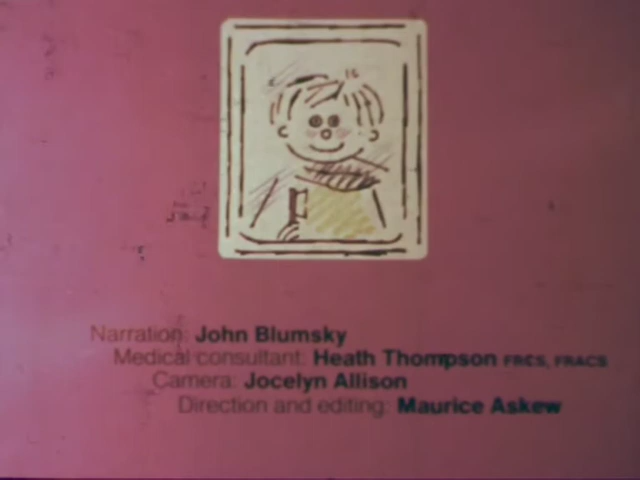 Narration: John Blumsky
Medical consultant: Heath Thompson FRCS, FRACS
Camera: Jocelyn Allison
Direction and editing: Maurice Askew